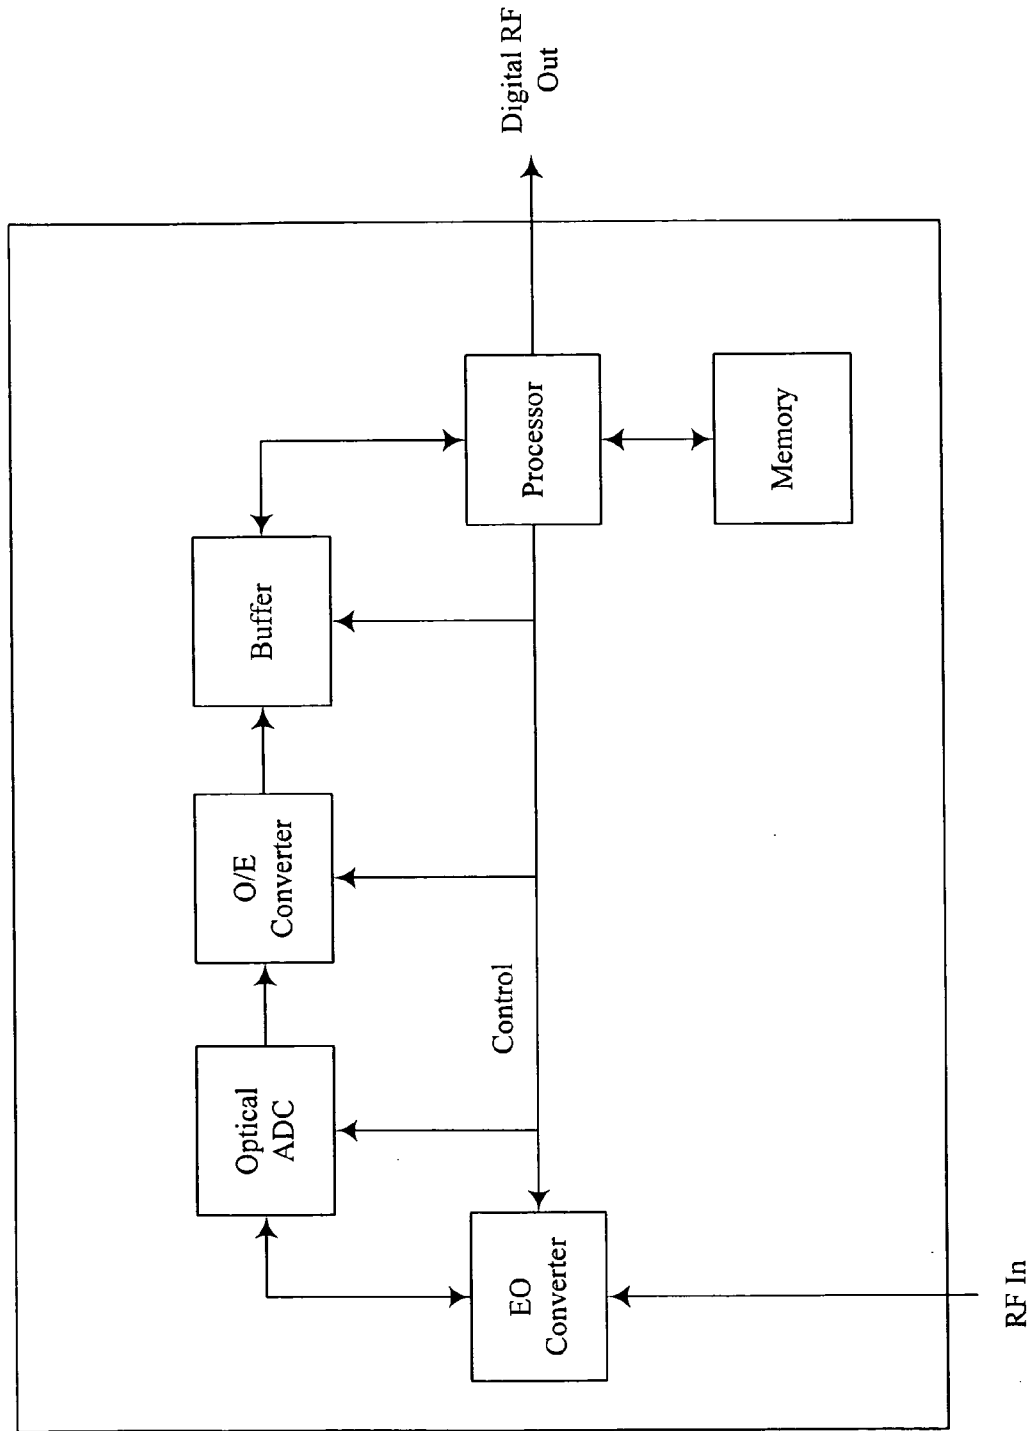 Optical
ADC
O/E
Converter
Buffer
EO
Converter
Control
Processor
Memory
RF In
Digital RF
Out